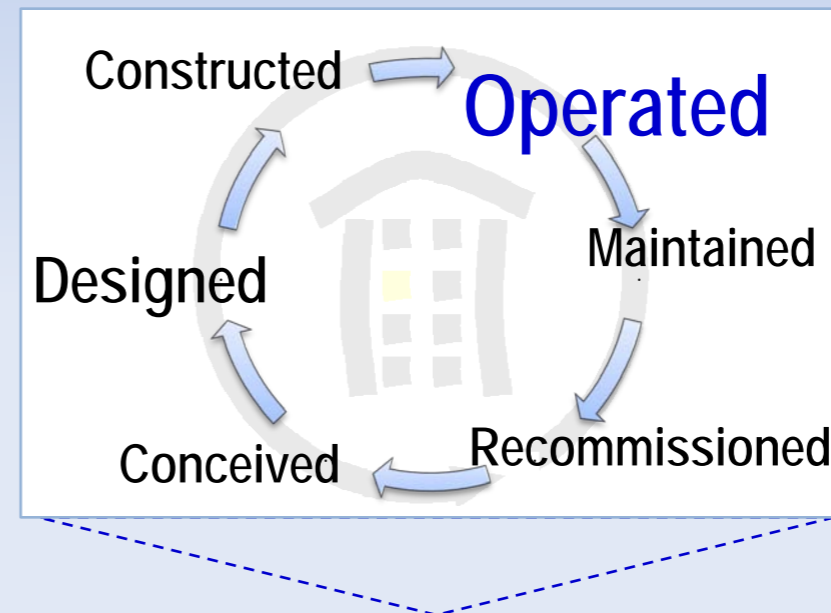 Constructed
Operated
Designed
Maintained
Conceived
Recommissioned